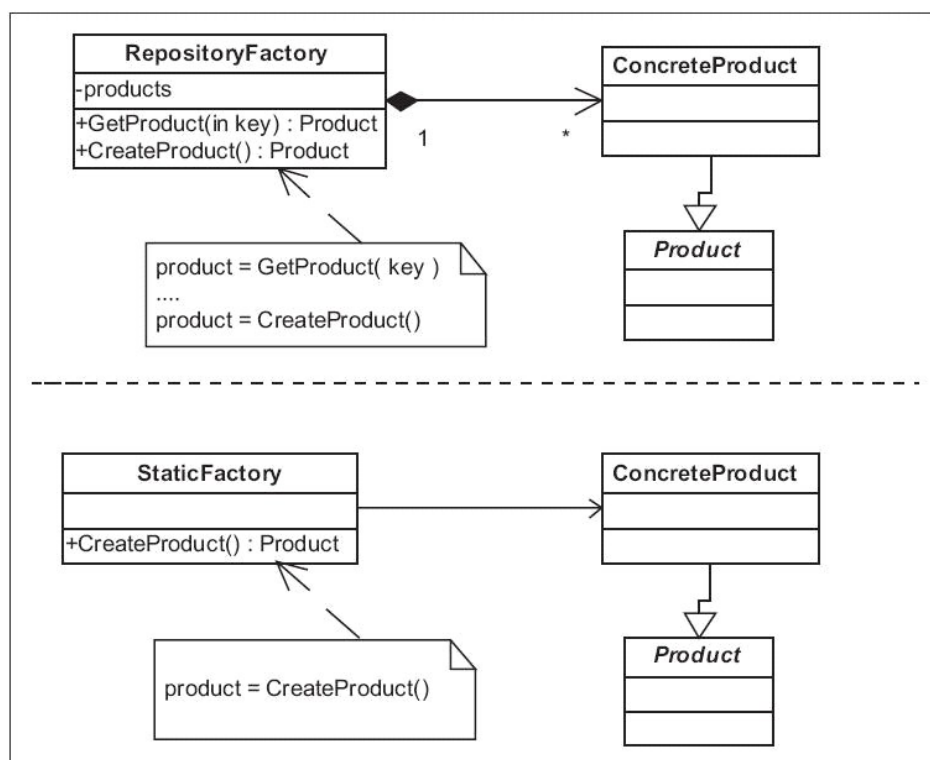 RepositoryFactory
-products
+GetProduct(in key) : Product
+CreateProduct() : Product
1
*
ConcreteProduct
Product
product = GetProduct( key )
....
product = CreateProduct()
StaticFactory
+CreateProduct() : Product
ConcreteProduct
Product
product = CreateProduct()